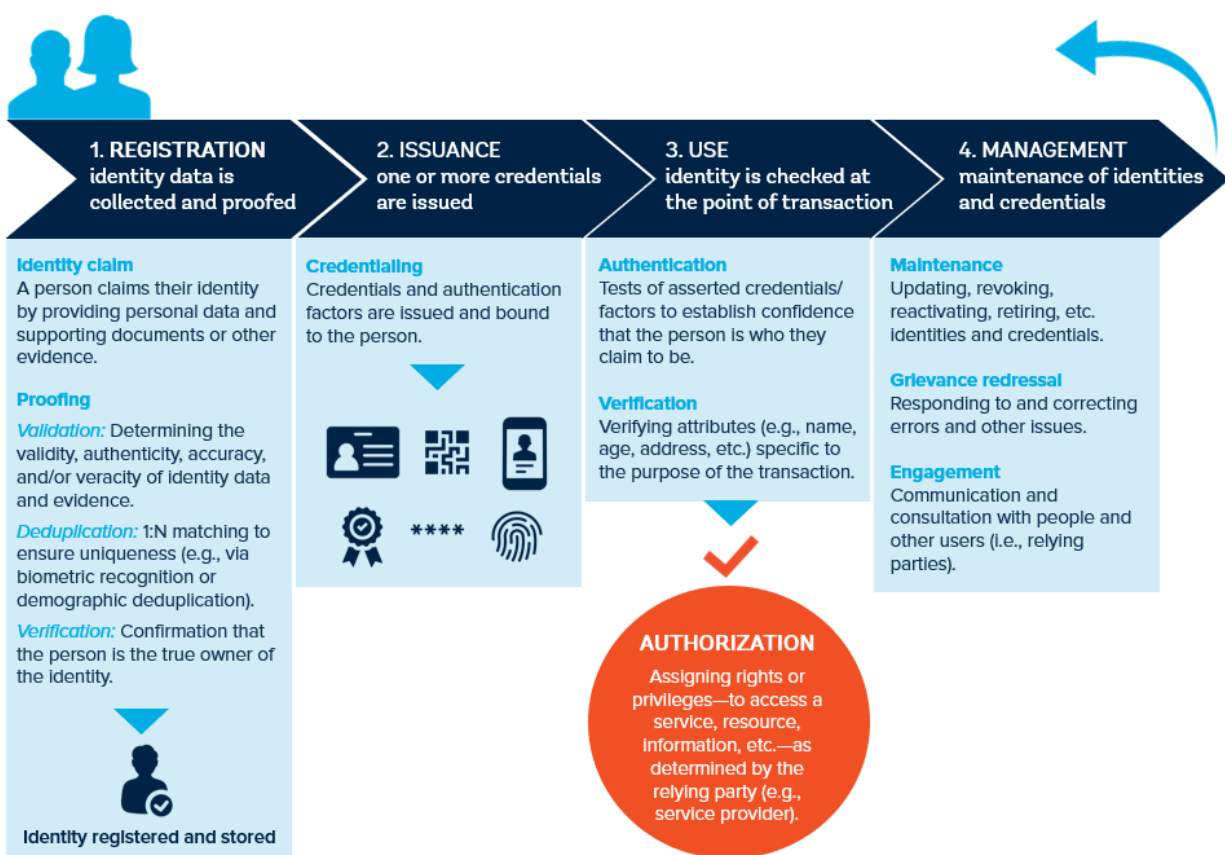 1. REGISTRATION
identity data is
collected and proofed
2. ISSUANCE
one or more credentials
are issued
3. USE
identity is checked at
the point of transaction
4. MANAGEMENT
maintenance of identities
and credentials
Identity claim
A person claims their identity
by providing personal data and
supporting documents or other
evidence.
Proofing
Validation: Determining the
validity, authenticity, accuracy,
and/or veracity of identity data
and evidence.
Deduplication: 1:N matching to
ensure uniqueness (e.g., via
biometric recognition or
demographic deduplication).
Verification: Confirmation that
the person is the true owner of
the identity.
Identity registered and stored
Credentialing
Credentials and authentication
factors are issued and bound
to the person.
****
Authentication
Tests of asserted credentials/
factors to establish confidence
that the person is who they
claim to be.
Verification
Verifying attributes (e.g., name,
age, address, etc.) specific to
the purpose of the transaction.
AUTHORIZATION
Assigning rights or
privileges—to access a
service, resource,
information, etc.—as
determined by the
relying party (e.g.,
service provider).
Maintenance
Updating, revoking,
reactivating, retiring, etc.
identities and credentials.
Grievance redressal
Responding to and correcting
errors and other issues.
Engagement
Communication and
consultation with people and
other users (i.e., relying
parties).